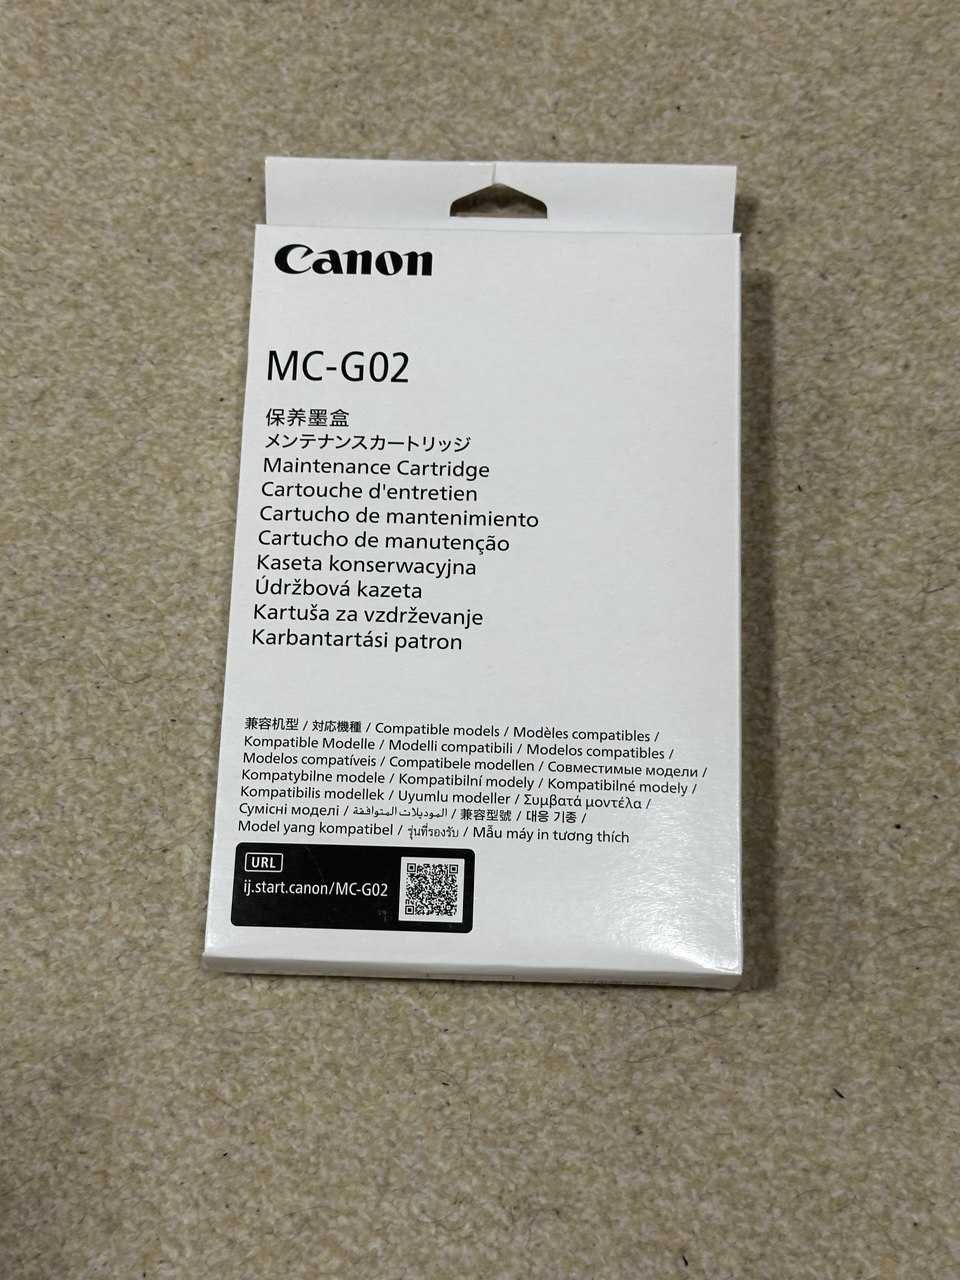 Canon
MC-G02
保养墨盒
メンテナンスカートリッジ
Maintenance Cartridge
Cartouche d'entretien
Cartucho de mantenimiento
Cartucho de manutenção
Kaseta konserwacyjna
Údržbová kazeta
Kartuša za vzdrževanje
Karbantartási patron
兼容机型 / 対応機種 / Compatible models / Modèles compatibles /
Kompatible Modelle / Modelli compatibili / Modelos compatibles /
Modelos compatíveis / Compatibele modellen / Совместимые модели /
Kompatybilne modele / Kompatibilní modely / Kompatibilné modely /
Kompatibilis modellek / Uyumlu modeller / Συμβατά μοντέλα /
Сумісні моделі / الموديلات المتوافقة / 兼容型號 / 대응 기종 /
Model yang kompatibel / รุ่นที่รองรับ / Mẫu máy in tương thích
URL
ij.start.canon/MC-G02